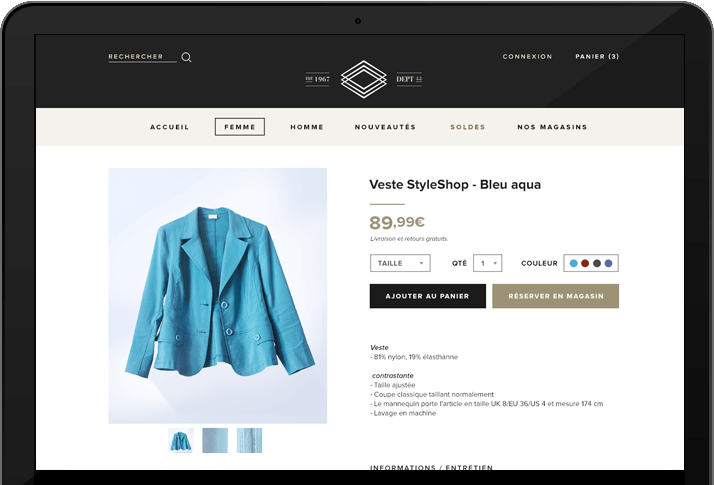 RECHERCHER
CONNEXION
PANIER (3)
EST 1967
DEPT 44
ACCUEIL
FEMME
HOMME
NOUVEAUTÉS
SOLDES
NOS MAGASINS
Veste StyleShop - Bleu aqua
89,99€
Livraison et retours gratuits.
TAILLE
QTÉ
1
COULEUR
AJOUTER AU PANIER
RÉSERVER EN MAGASIN
Veste
- 81% nylon, 19% élasthanne
contrastante
- Taille ajustée
- Coupe classique taillant normalement
- Le mannequin porte l'article en taille UK 8/EU 36/US 4 et mesure 174 cm
- Lavage en machine
INFORMATIONS / ENTRETIEN